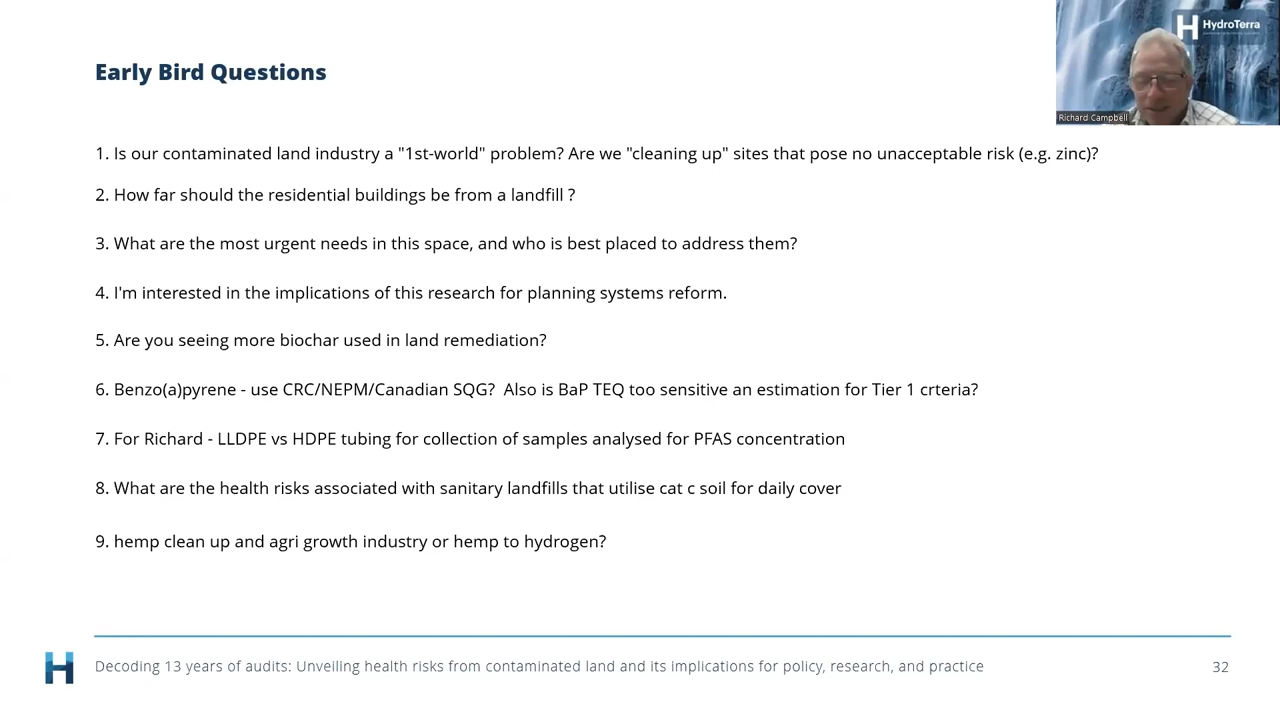 HydroTerra
Richard Campbell
Early Bird Questions
1. Is our contaminated land industry a "1st-world" problem? Are we "cleaning up" sites that pose no unacceptable risk (e.g. zinc)?
2. How far should the residential buildings be from a landfill ?
3. What are the most urgent needs in this space, and who is best placed to address them?
4. I'm interested in the implications of this research for planning systems reform.
5. Are you seeing more biochar used in land remediation?
6. Benzo(a)pyrene - use CRC/NEPM/Canadian SQG?  Also is BaP TEQ too sensitive an estimation for Tier 1 crteria?
7. For Richard - LLDPE vs HDPE tubing for collection of samples analysed for PFAS concentration
8. What are the health risks associated with sanitary landfills that utilise cat c soil for daily cover
9. hemp clean up and agri growth industry or hemp to hydrogen?
Decoding 13 years of audits: Unveiling health risks from contaminated land and its implications for policy, research, and practice
32